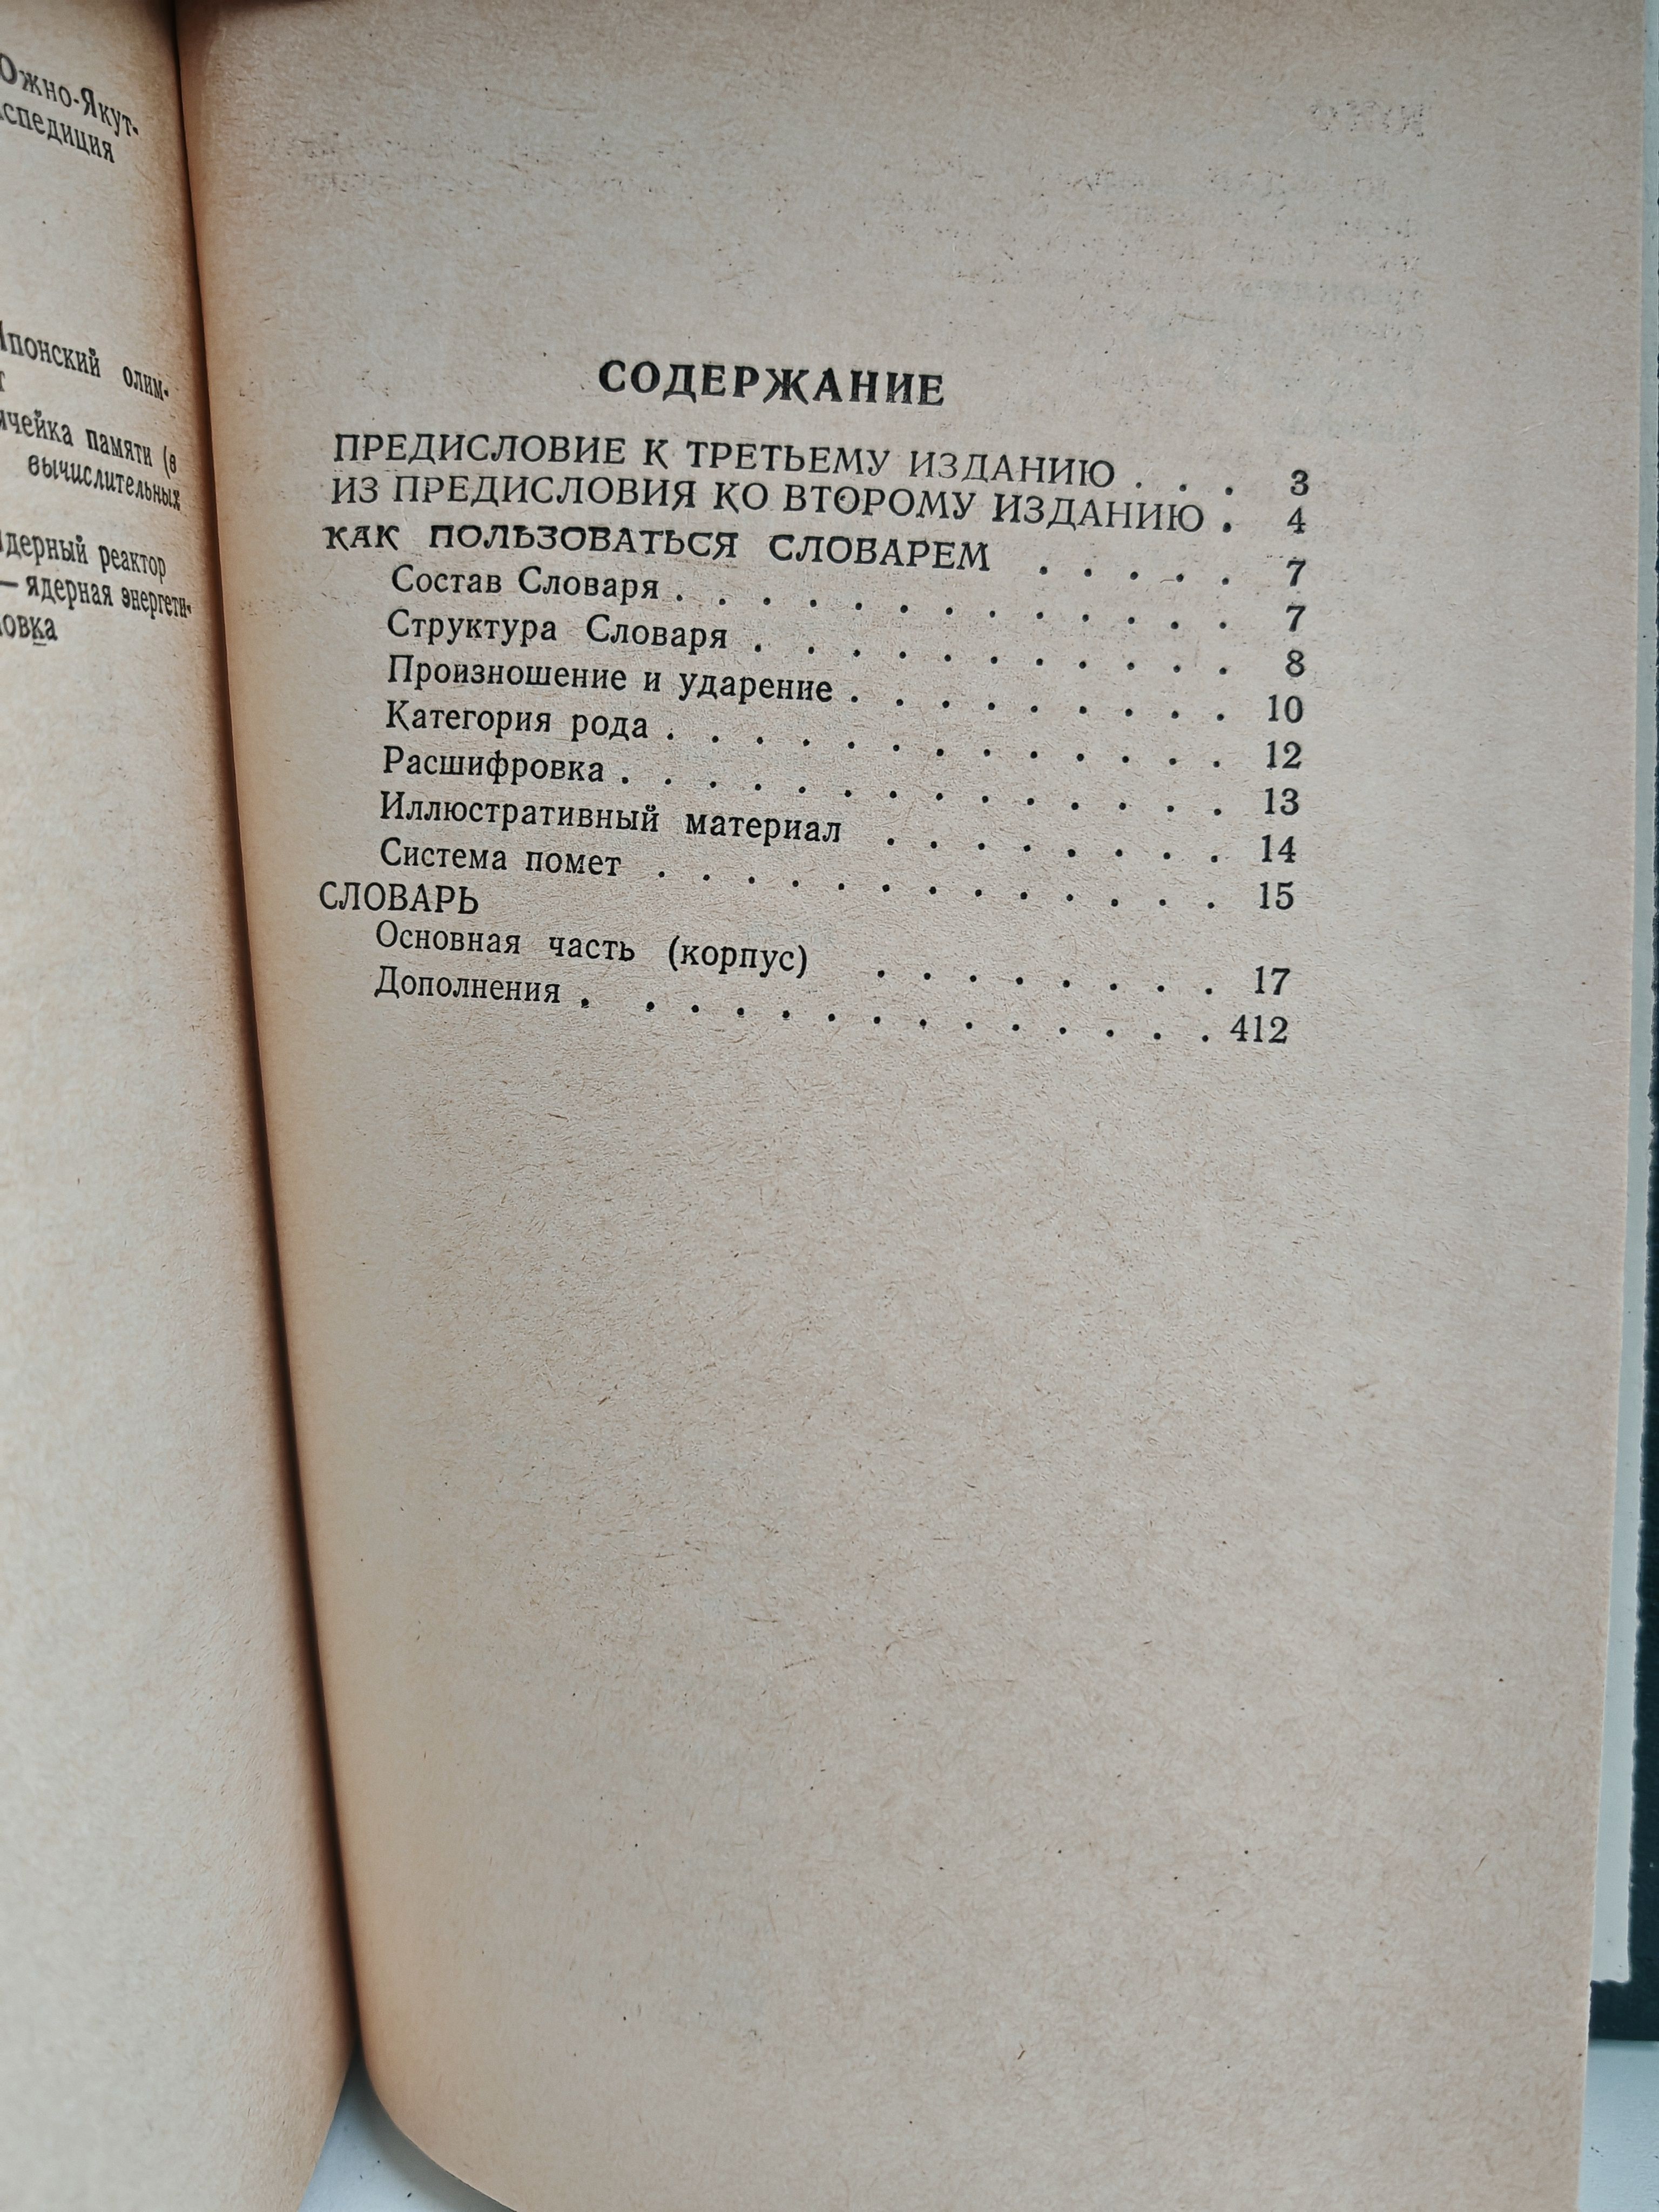 Южно-Якут-
спедиция
Японский олим-
ячейка памяти (в
вычислительных
ядерный реактор
— ядерная энергети-
овка
СОДЕРЖАНИЕ
ПРЕДИСЛОВИЕ К ТРЕТЬЕМУ ИЗДАНИЮ . . . 3
ИЗ ПРЕДИСЛОВИЯ КО ВТОРОМУ ИЗДАНИЮ . 4
КАК ПОЛЬЗОВАТЬСЯ СЛОВАРЕМ . . . . . 7
Состав Словаря . . . . . . . . . . . . . 7
Структура Словаря . . . . . . . . . . . 8
Произношение и ударение . . . . . . . . . 10
Категория рода . . . . . . . . . . . . . 12
Расшифровка . . . . . . . . . . . . . . 13
Иллюстративный материал . . . . . . . . 14
Система помет . . . . . . . . . . . . . 15
СЛОВАРЬ
Основная часть (корпус) . . . . . . . . 17
Дополнения . . . . . . . . . . . . . . 412